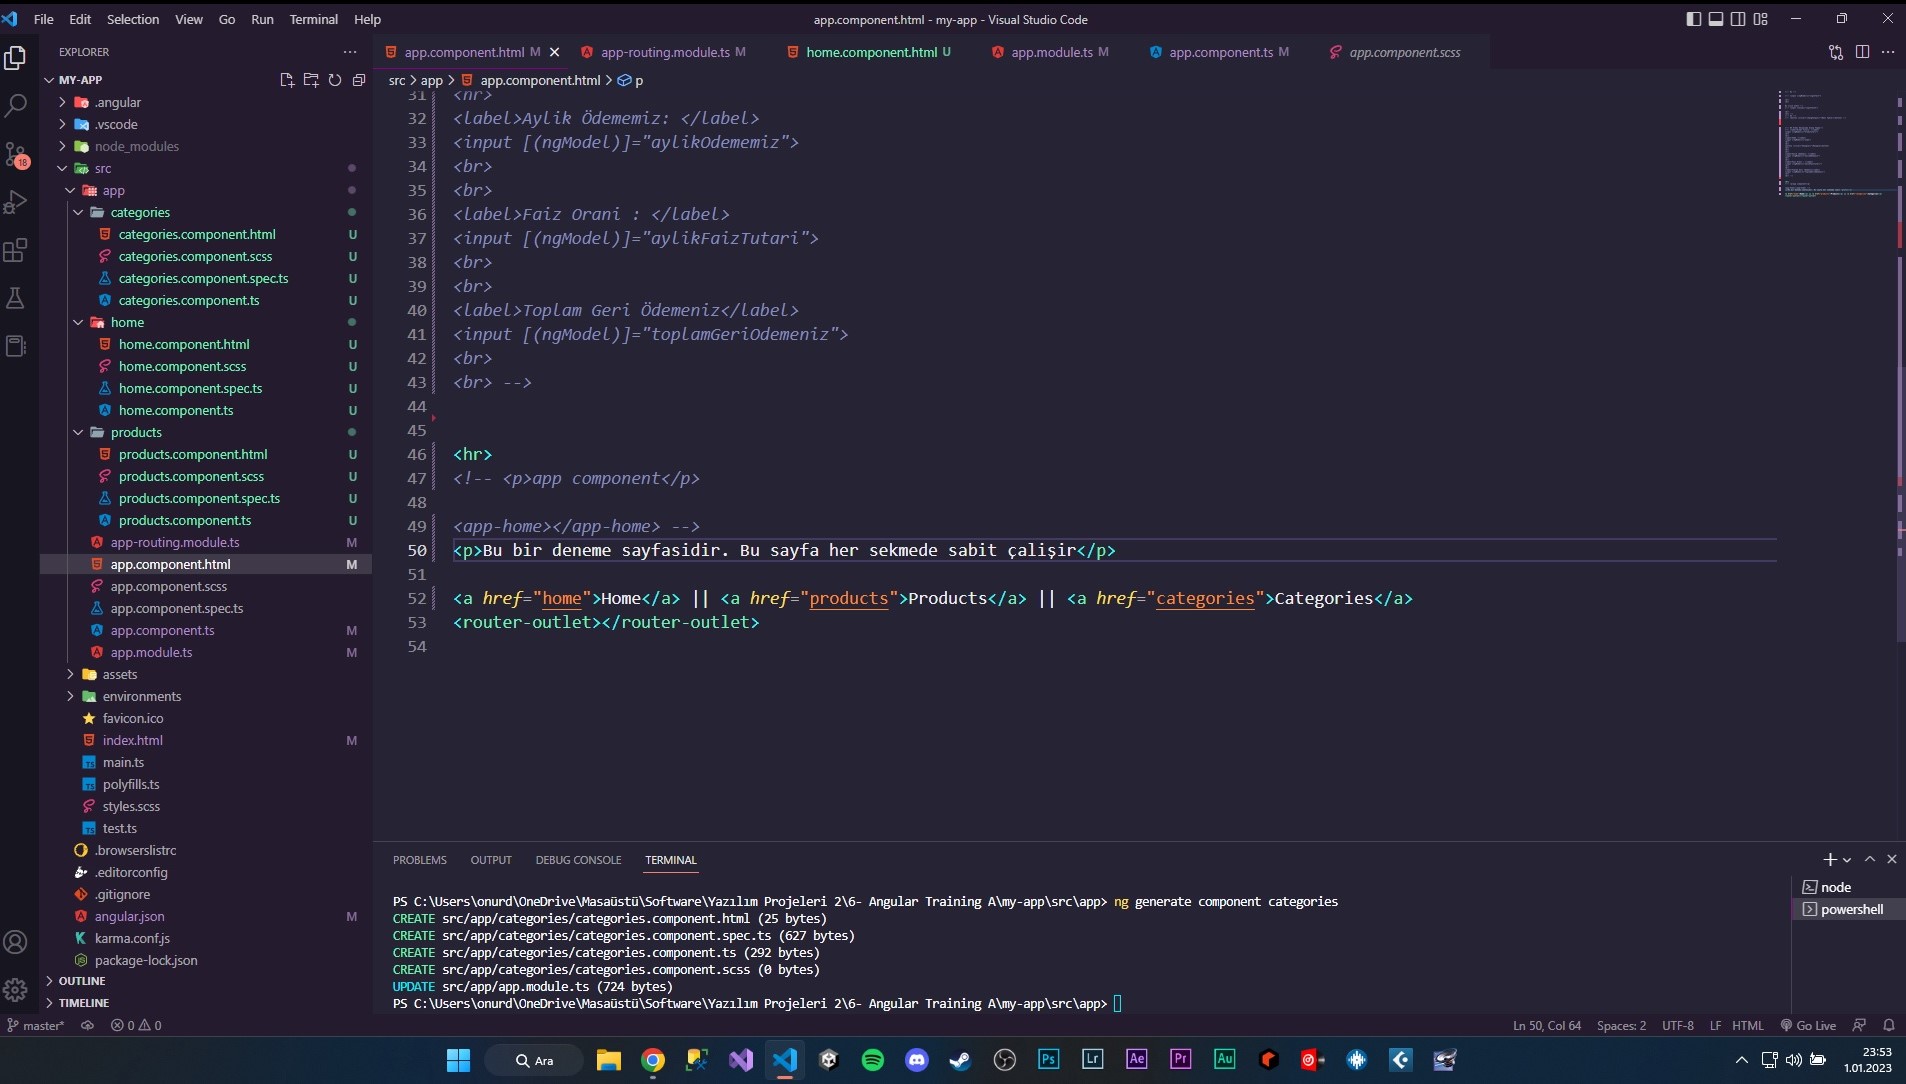 File Edit Selection View Go Run Terminal Help
app.component.html - my-app - Visual Studio Code
EXPLORER
MY-APP
.angular
.vscode
node_modules
src
app
categories
categories.component.html U
categories.component.scss U
categories.component.spec.ts U
categories.component.ts U
home
home.component.html U
home.component.scss U
home.component.spec.ts U
home.component.ts U
products
products.component.html U
products.component.scss U
products.component.spec.ts U
products.component.ts U
app-routing.module.ts M
app.component.html M
app.component.scss
app.component.spec.ts
app.component.ts M
app.module.ts M
assets
environments
favicon.ico
index.html M
main.ts
polyfills.ts
styles.scss
test.ts
.browserslistrc
.editorconfig
.gitignore
angular.json M
karma.conf.js
package-lock.json
OUTLINE
TIMELINE
18
app.component.html M app-routing.module.ts M home.component.html U app.module.ts M app.component.ts M app.component.scss
src > app > app.component.html > p
31 <hr>
32 <label>Aylik Ödememiz: </label>
33 <input [(ngModel)]="aylikOdememiz">
34 <br>
35 <br>
36 <label>Faiz Orani : </label>
37 <input [(ngModel)]="aylikFaizTutari">
38 <br>
39 <br>
40 <label>Toplam Geri Ödemeniz</label>
41 <input [(ngModel)]="toplamGeriOdemeniz">
42 <br>
43 <br> -->
44
45
46 <hr>
47 <!-- <p>app component</p>
48
49 <app-home></app-home> -->
50 <p>Bu bir deneme sayfasidir. Bu sayfa her sekmede sabit çalişir</p>
51
52 <a href="home">Home</a> || <a href="products">Products</a> || <a href="categories">Categories</a>
53 <router-outlet></router-outlet>
54
PROBLEMS OUTPUT DEBUG CONSOLE TERMINAL
PS C:\Users\onurd\OneDrive\Masaüstü\Software\Yazılım Projeleri 2\6- Angular Training A\my-app\src\app> ng generate component categories
CREATE src/app/categories/categories.component.html (25 bytes)
CREATE src/app/categories/categories.component.spec.ts (627 bytes)
CREATE src/app/categories/categories.component.ts (292 bytes)
CREATE src/app/categories/categories.component.scss (0 bytes)
UPDATE src/app/app.module.ts (724 bytes)
PS C:\Users\onurd\OneDrive\Masaüstü\Software\Yazılım Projeleri 2\6- Angular Training A\my-app\src\app>
node
powershell
master* 0 0 Ln 50, Col 64 Spaces: 2 UTF-8 LF HTML Go Live
Ara
Ps Lr Ae Pr Au
23:53
1.01.2023